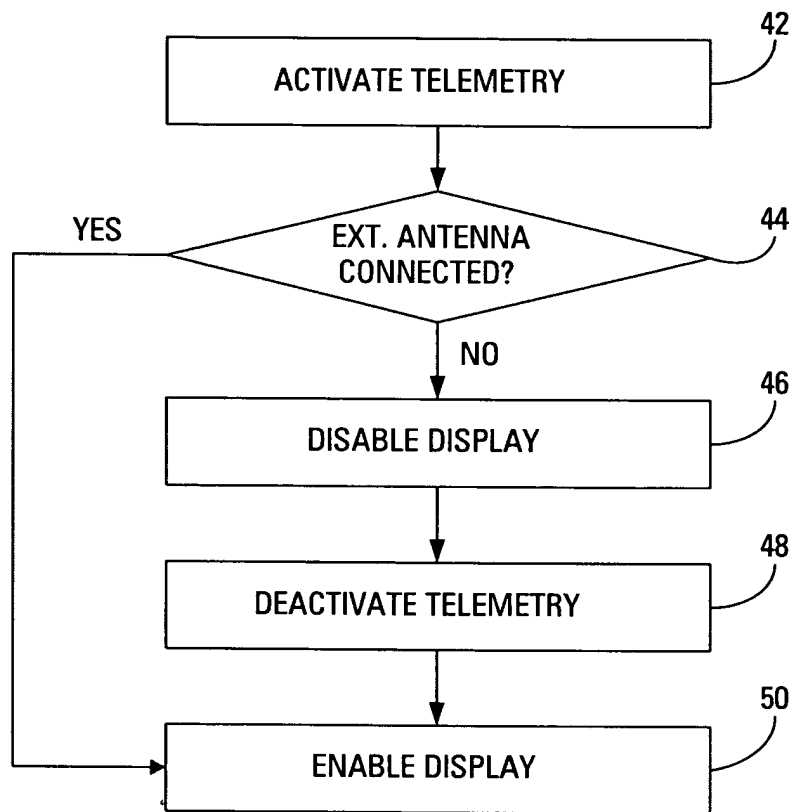 42
ACTIVATE TELEMETRY
YES
EXT. ANTENNA
CONNECTED?
44
NO
46
DISABLE DISPLAY
48
DEACTIVATE TELEMETRY
50
ENABLE DISPLAY